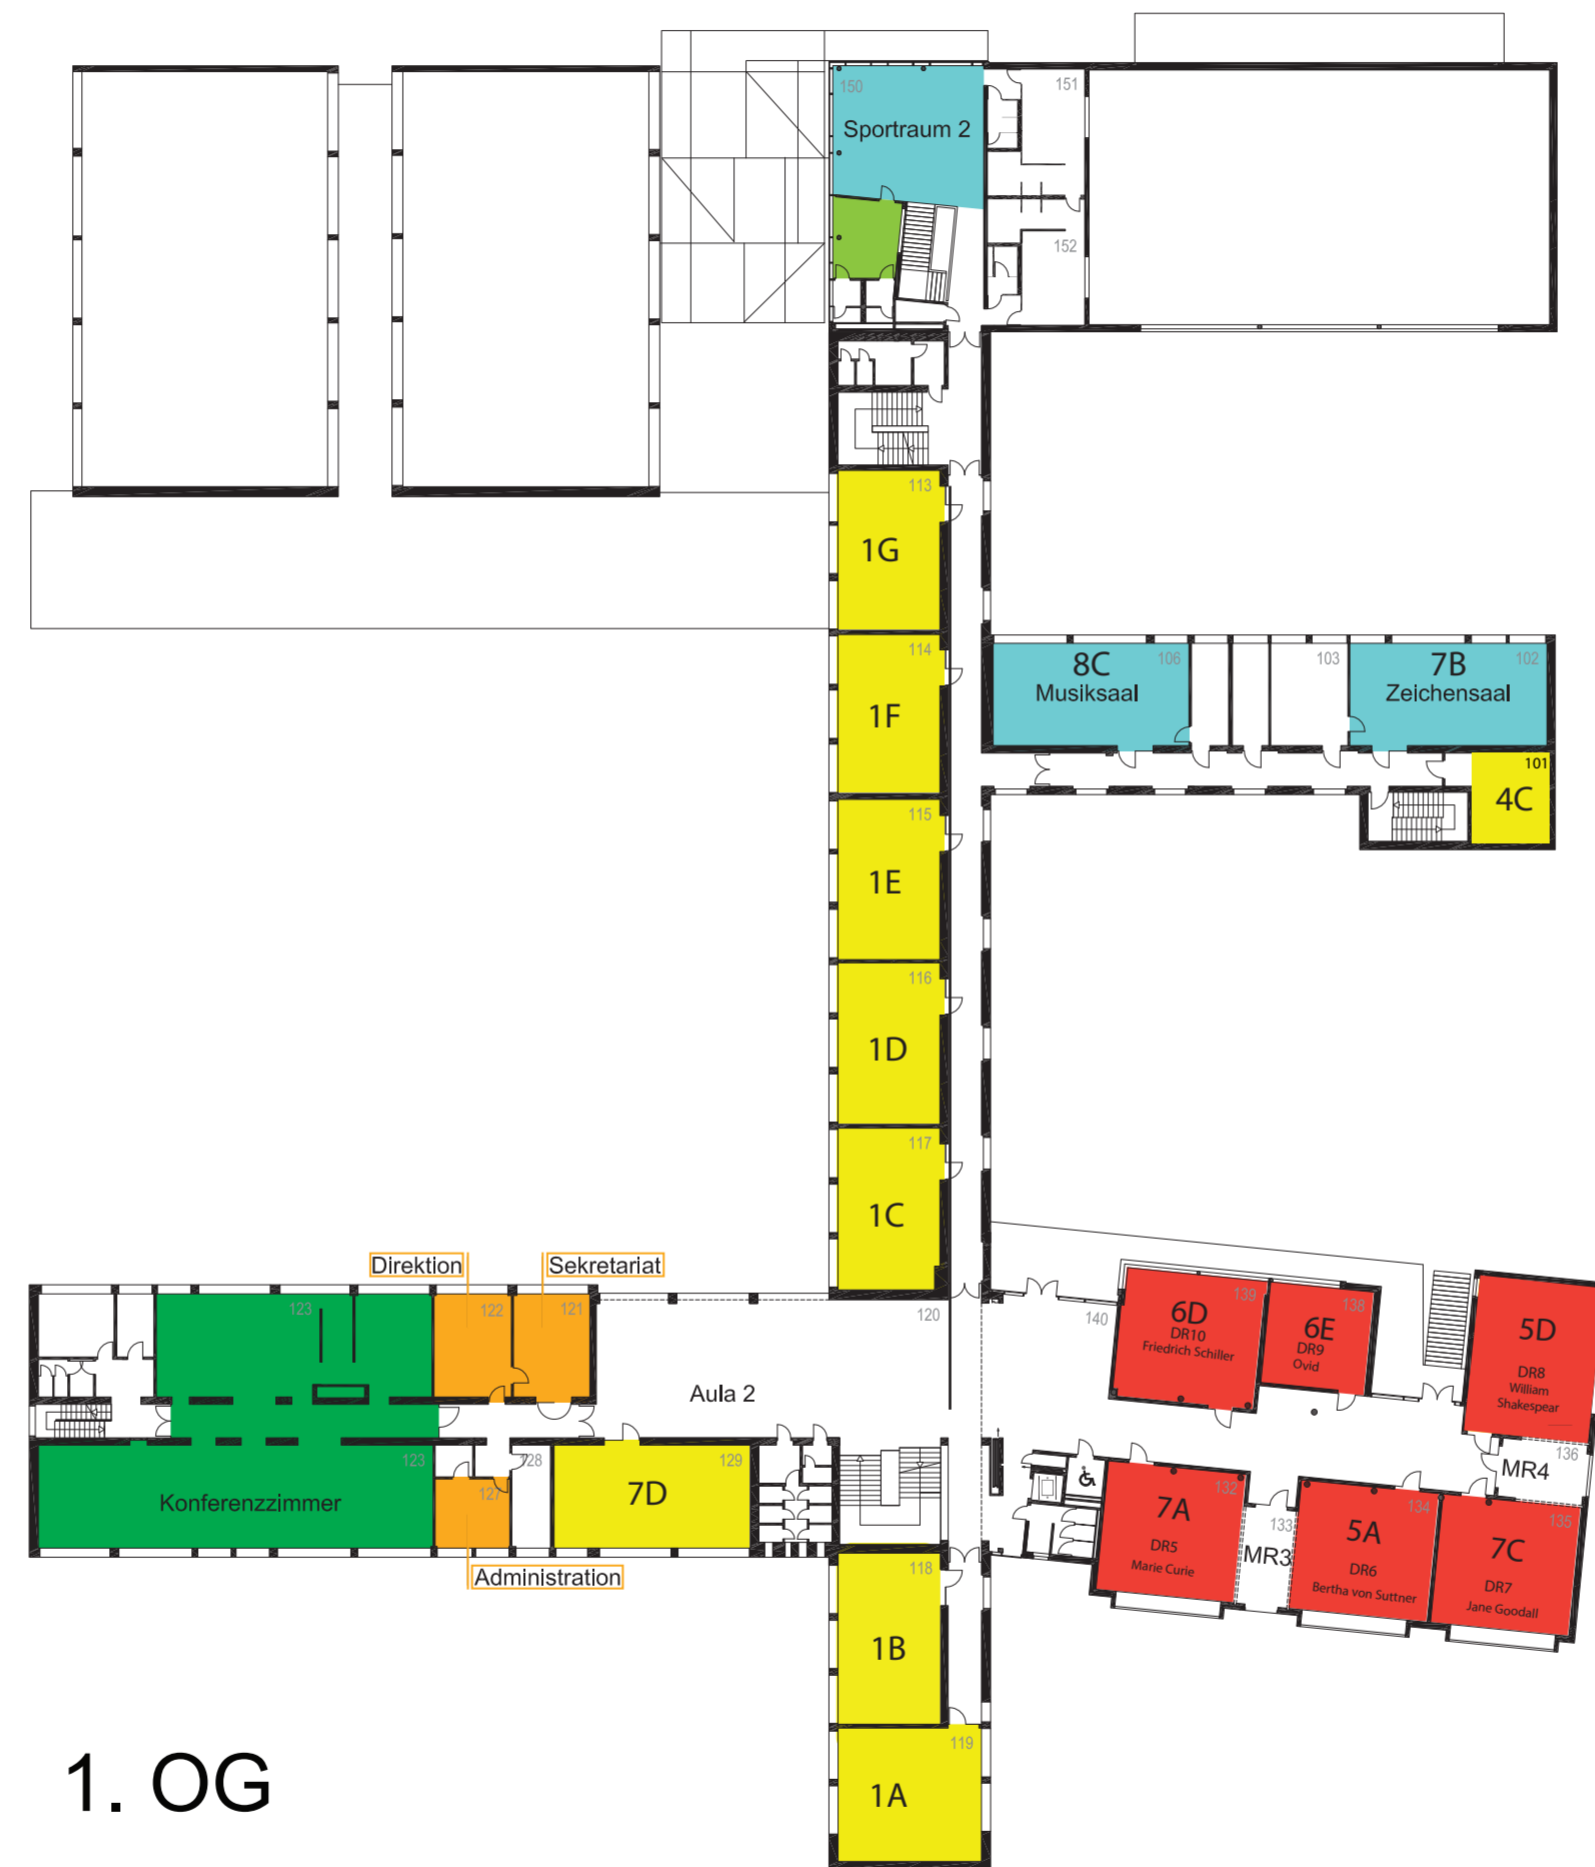 150
Sportraum 2
151
152
113
1G
114
1F
8C
106
Musiksaal
103
7B
102
Zeichensaal
101
4C
115
1E
116
1D
117
1C
Direktion
Sekretariat
123
122
121
120
Aula 2
140
6D
139
DR10
Friedrich Schiller
6E
138
DR9
Ovid
5D
DR8
William
Shakespear
136
MR4
123
Konferenzzimmer
127
128
129
7D
Administration
7A
132
DR5
Marie Curie
133
MR3
5A
134
DR6
Bertha von Suttner
7C
135
DR7
Jane Goodall
118
1B
119
1A
1. OG